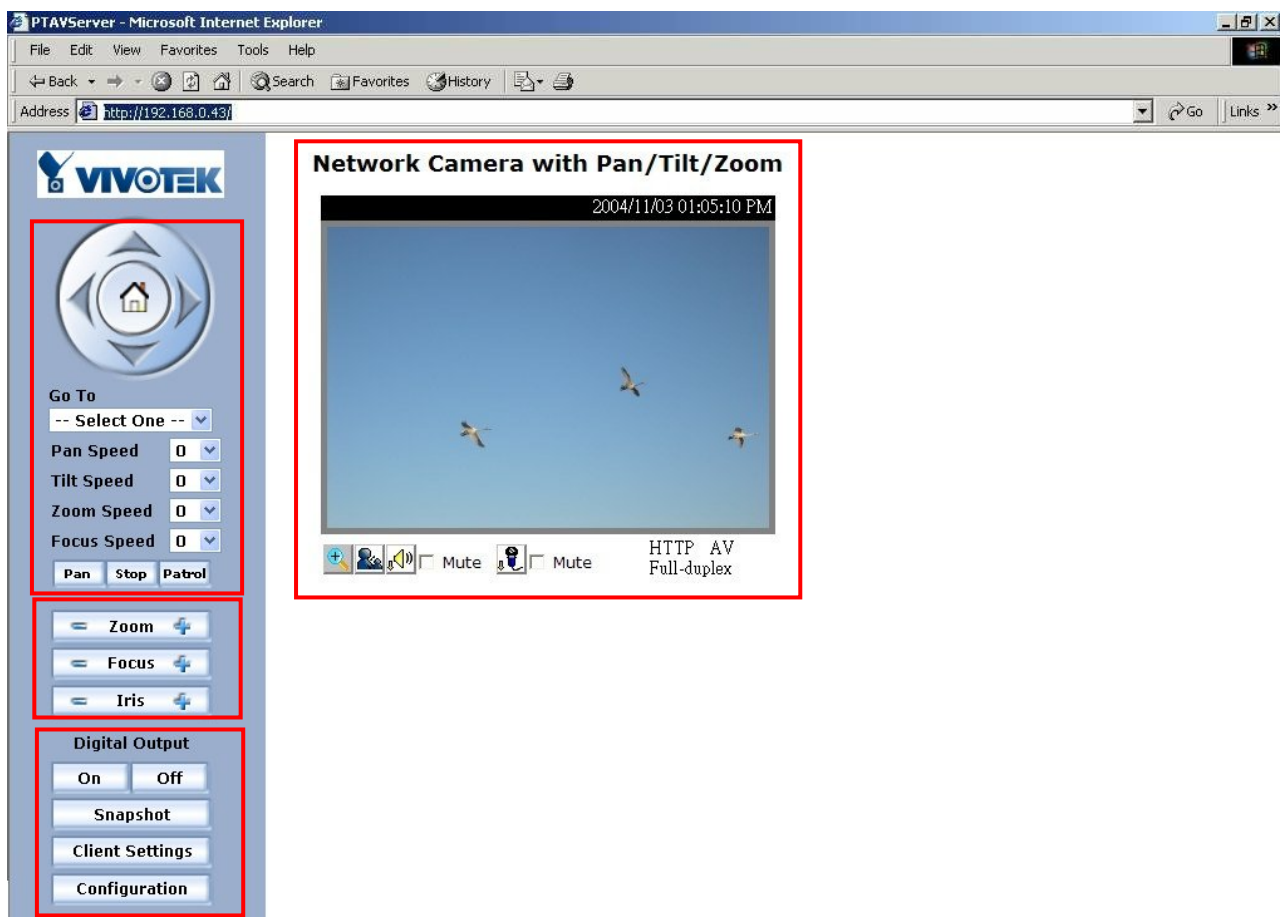 PTAVServer - Microsoft Internet Explorer
File Edit View Favorites Tools Help
Back Search Favorites History
Address http://192.168.0.43/ Go Links »
VIVOTEK
Go To
-- Select One --
Pan Speed 0
Tilt Speed 0
Zoom Speed 0
Focus Speed 0
Pan Stop Patrol
Zoom
Focus
Iris
Digital Output
On Off
Snapshot
Client Settings
Configuration
Network Camera with Pan/Tilt/Zoom
2004/11/03 01:05:10 PM
Mute Mute
HTTP AV
Full-duplex